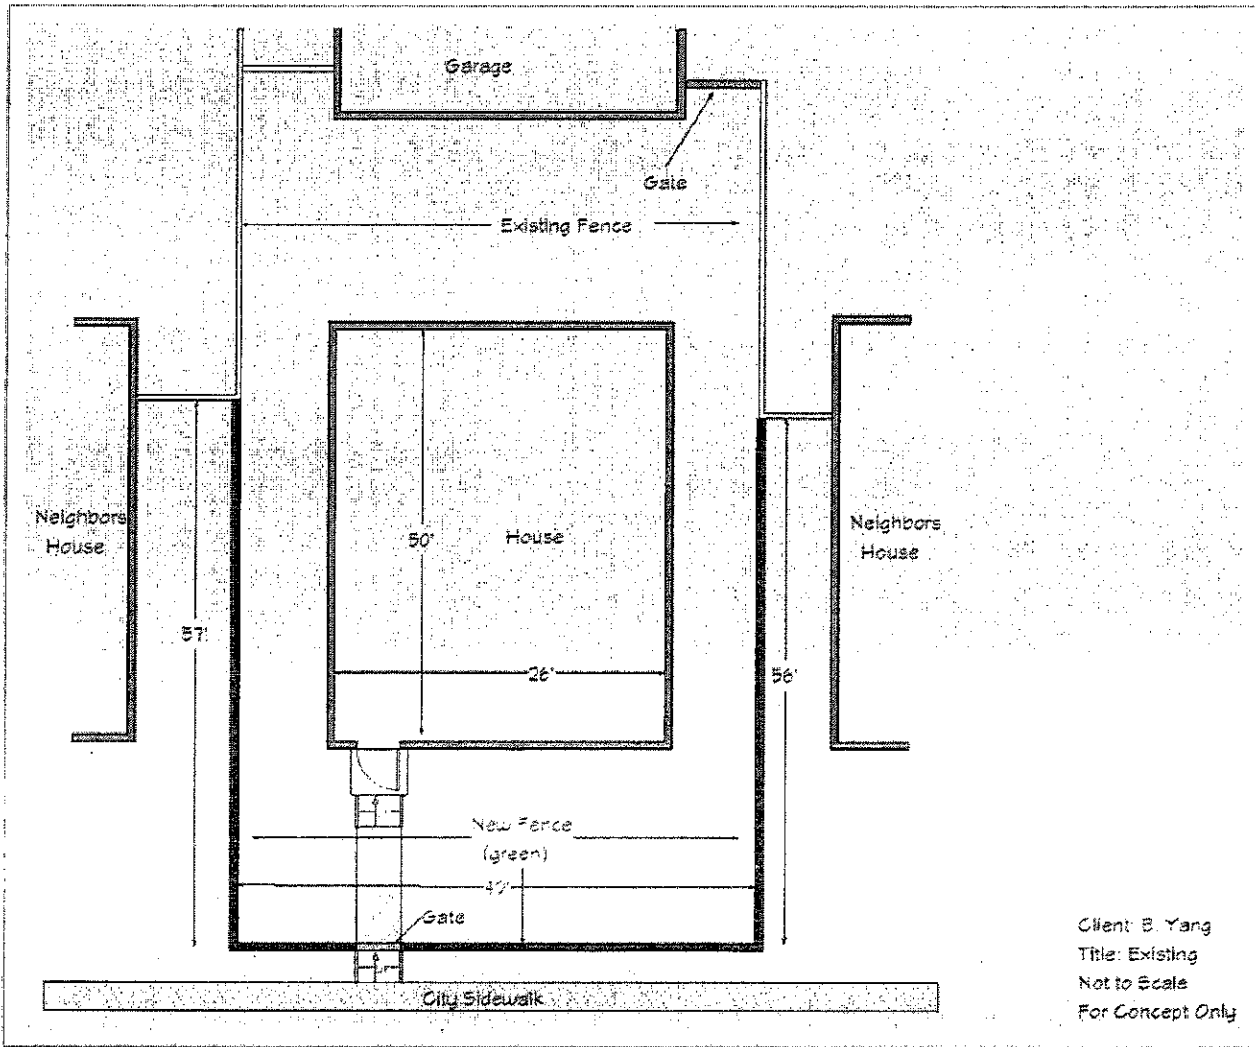 Garage
Gate
Existing Fence
Neighbors
House
50'
House
Neighbors
House
57'
26'
56'
New Fence
(green)
Gate
City Sidewalk
Client: B. Yang
Title: Existing
Not to Scale
For Concept Only